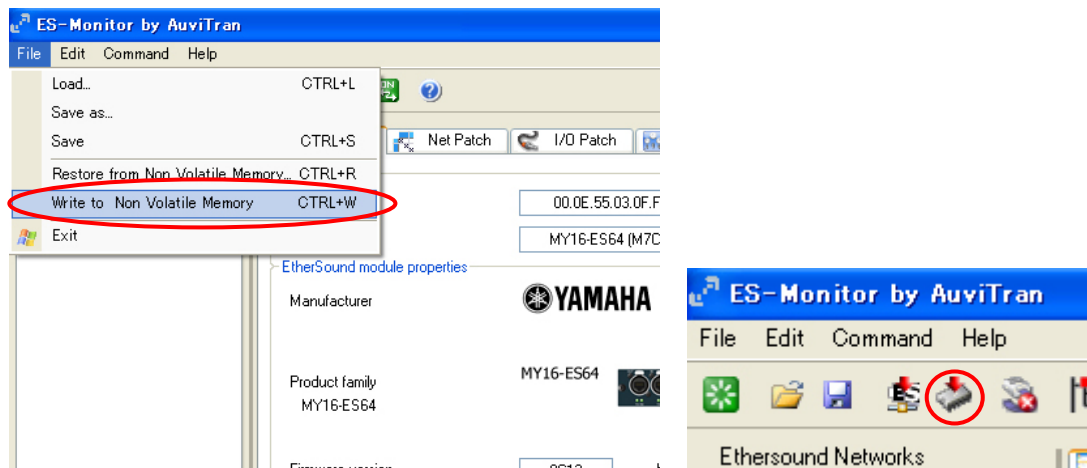 ES-Monitor by AuviTran
File Edit Command Help
Load... CTRL+L
Save as...
Save CTRL+S
Restore from Non Volatile Memory... CTRL+R
Write to Non Volatile Memory CTRL+W
Exit
Net Patch I/O Patch
00.0E.55.03.0F.F
MY16-ES64 (M7C
EtherSound module properties
Manufacturer YAMAHA
Product family MY16-ES64
MY16-ES64
ES-Monitor by AuviTran
File Edit Command Help
ES
Ethersound Networks